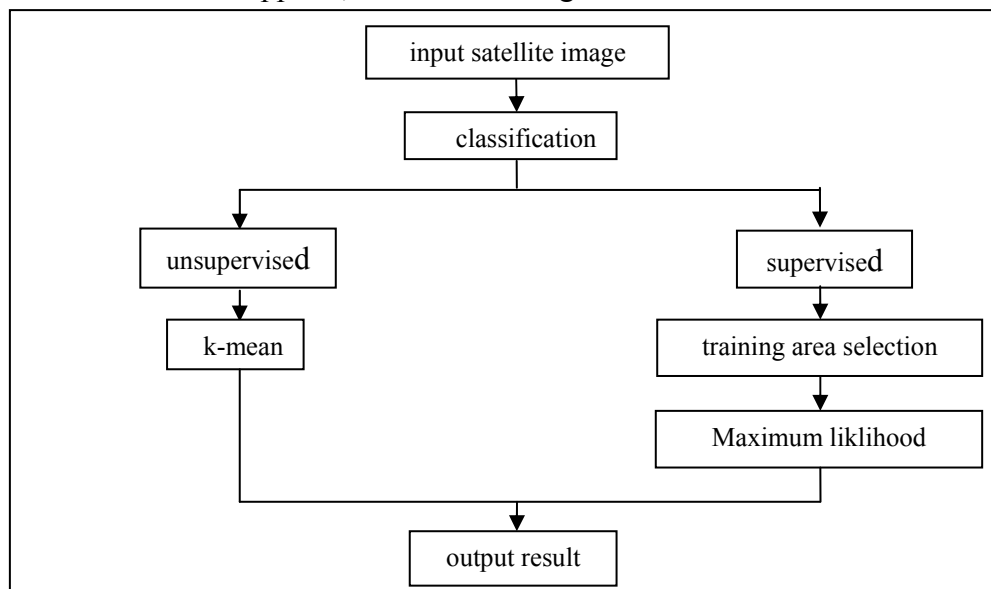 input satellite image
classification
unsupervised
supervised
k-mean
training area selection
Maximum liklihood
output result